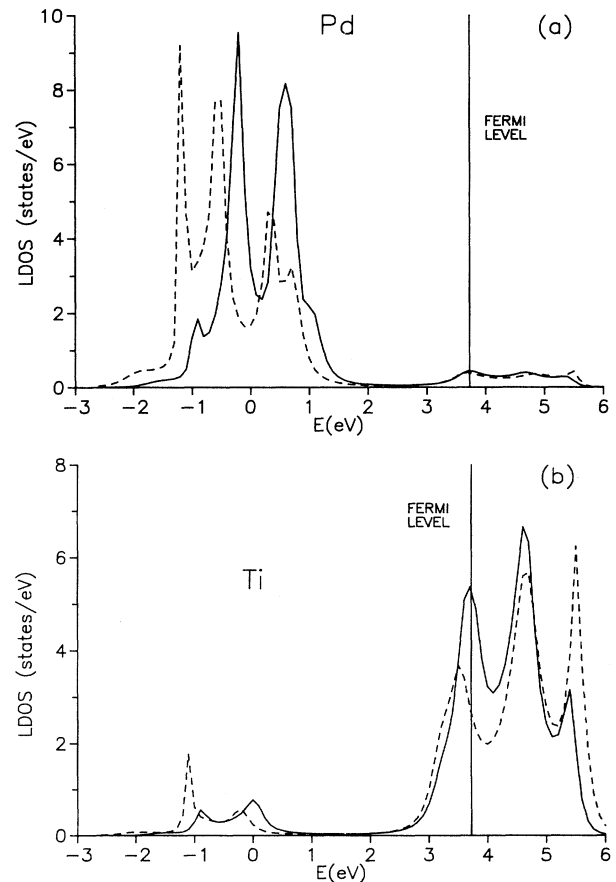 Pd
(a)
10
8
6
4
2
0
LDOS (states/eV)
FERMI
LEVEL
−3 −2 −1 0 1 2 3 4 5 6
E(eV)
(b)
8
6
4
2
0
LDOS (states/eV)
FERMI
LEVEL
Ti
−3 −2 −1 0 1 2 3 4 5 6
E(eV)